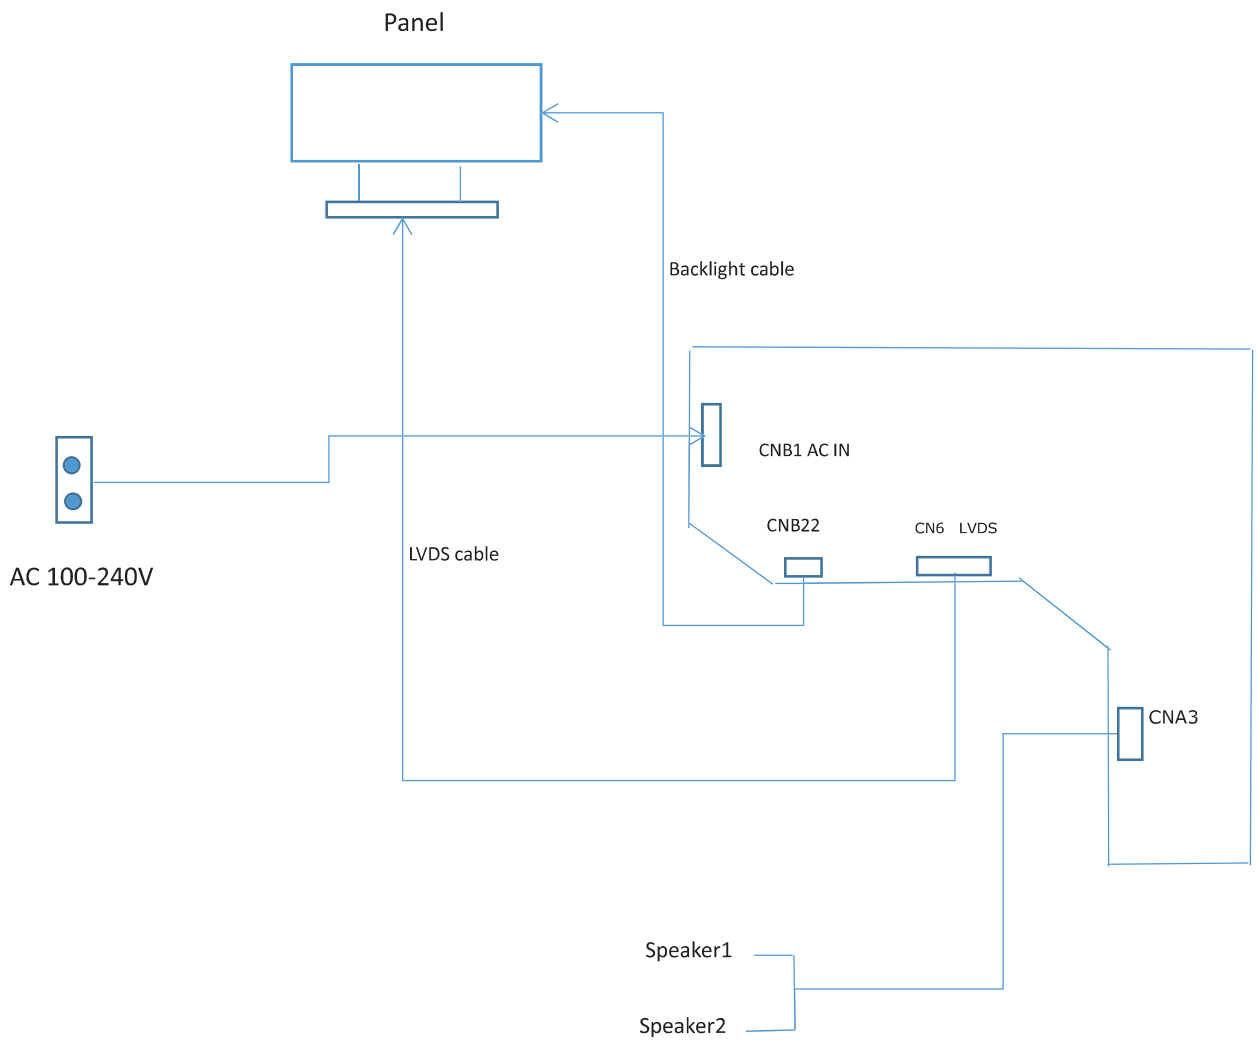 Panel
Backlight cable
CNB1 AC IN
CNB22
CN6 LVDS
LVDS cable
AC 100-240V
CNA3
Speaker1
Speaker2